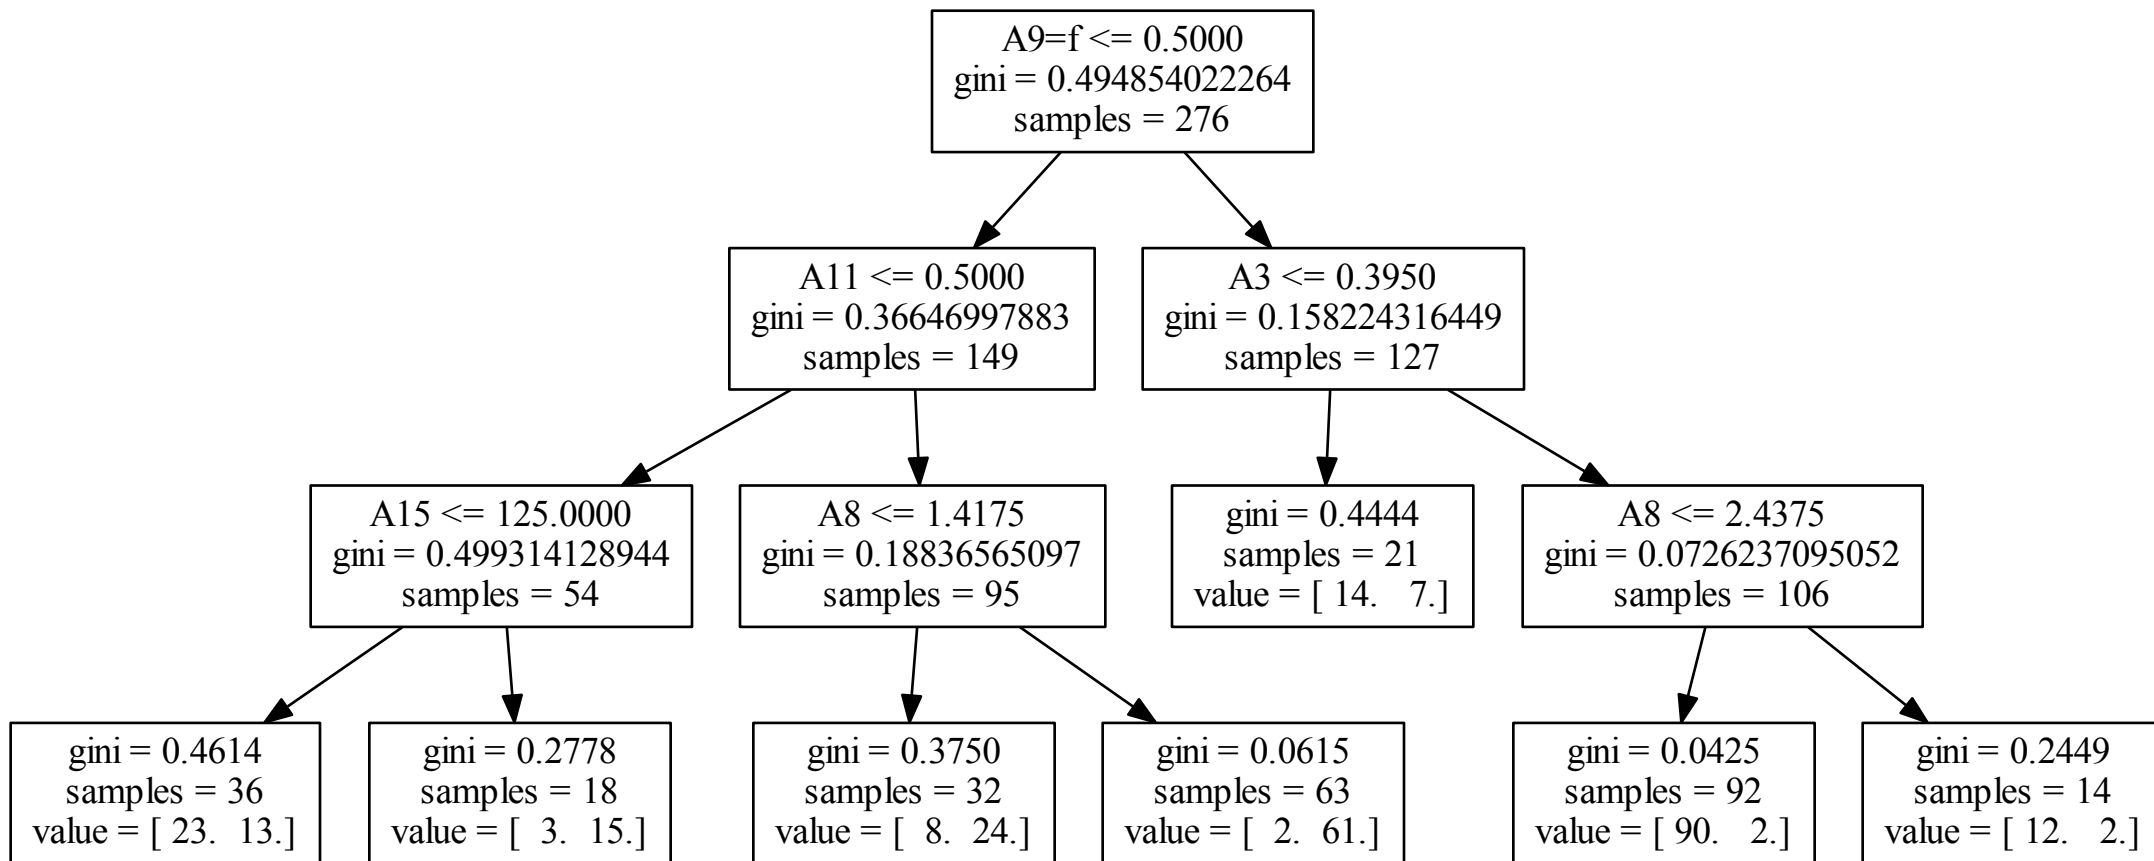 A9=f <= 0.5000
gini = 0.494854022264
samples = 276
A11 <= 0.5000
gini = 0.36646997883
samples = 149
A3 <= 0.3950
gini = 0.158224316449
samples = 127
A15 <= 125.0000
gini = 0.499314128944
samples = 54
A8 <= 1.4175
gini = 0.18836565097
samples = 95
gini = 0.4444
samples = 21
value = [ 14.   7.]
A8 <= 2.4375
gini = 0.0726237095052
samples = 106
gini = 0.4614
samples = 36
value = [ 23.  13.]
gini = 0.2778
samples = 18
value = [  3.  15.]
gini = 0.3750
samples = 32
value = [  8.  24.]
gini = 0.0615
samples = 63
value = [  2.  61.]
gini = 0.0425
samples = 92
value = [ 90.   2.]
gini = 0.2449
samples = 14
value = [ 12.   2.]